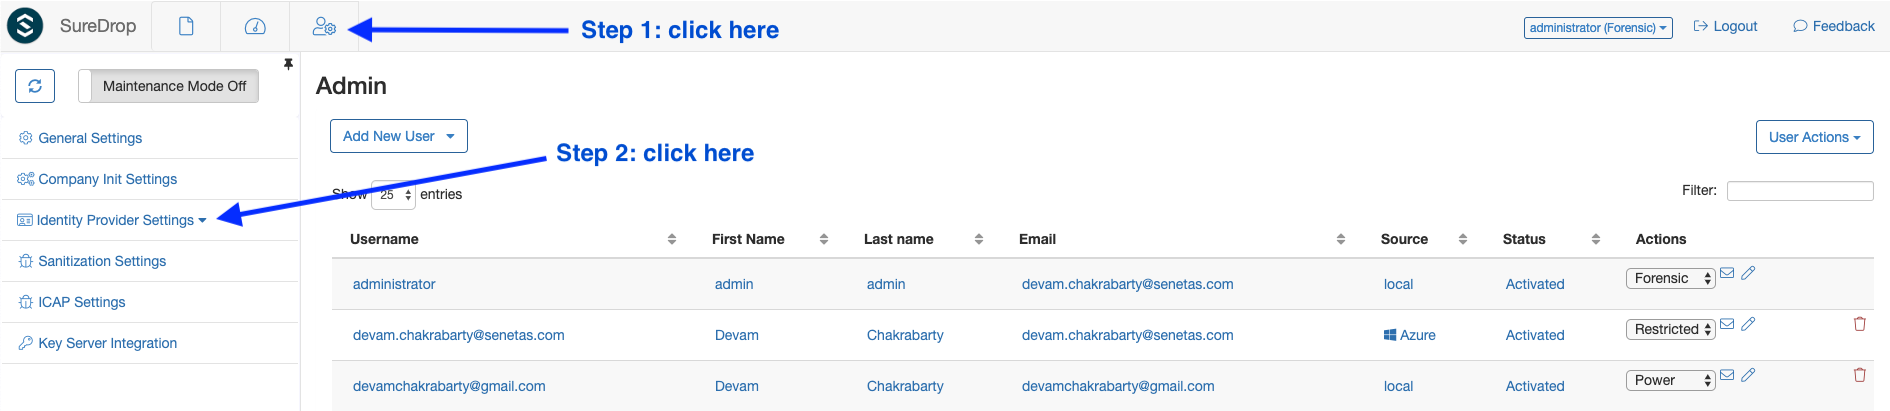 SureDrop
Step 1: click here
administrator (Forensic)
Logout
Feedback
Maintenance Mode Off
Admin
General Settings
Add New User
User Actions
Step 2: click here
Company Init Settings
Show 25 entries
Filter:
Identity Provider Settings
Username First Name Last name Email Source Status Actions
Sanitization Settings
administrator admin admin devam.chakrabarty@senetas.com local Activated Forensic
ICAP Settings
devam.chakrabarty@senetas.com Devam Chakrabarty devam.chakrabarty@senetas.com Azure Activated Restricted
Key Server Integration
devamchakrabarty@gmail.com Devam Chakrabarty devamchakrabarty@gmail.com local Activated Power